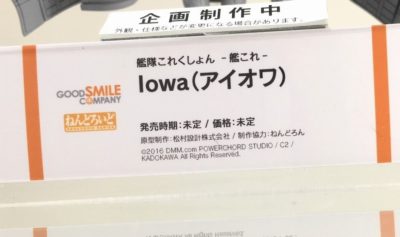 企画制作中
外観・仕様などが変更になる場合があります。
艦隊これくしょん -艦これ-
Iowa(アイオワ)
GOOD SMILE
COMPANY
ねんどろいど
発売時期:未定 / 価格:未定
原型制作:松村設計株式会社 / 制作協力:ねんどろん
©2016 DMM.com POWERCHORD STUDIO / C2 /
KADOKAWA All Rights Reserved.